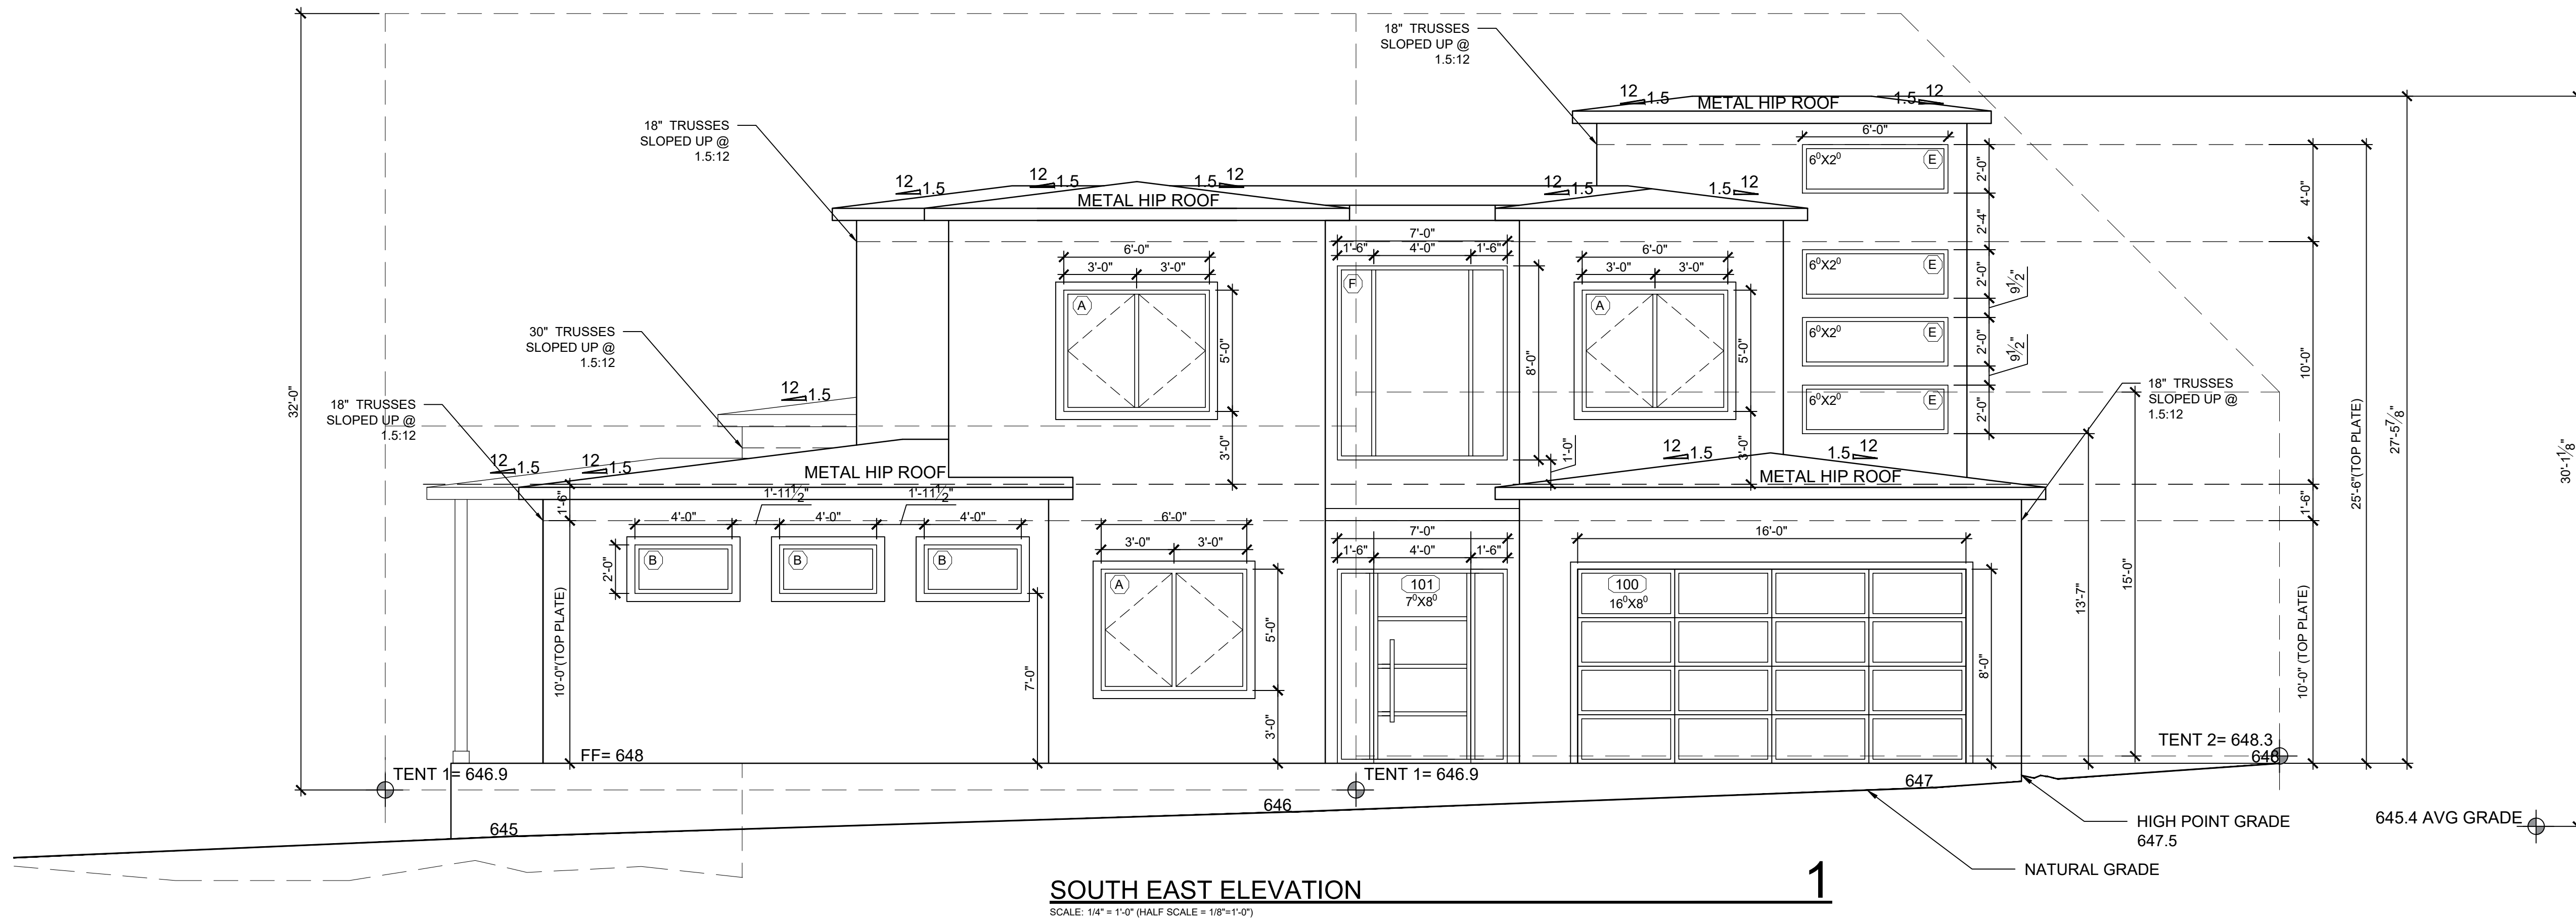 18" TRUSSES
SLOPED UP @
1.5:12
12
1.5
METAL HIP ROOF
1.5
12
6'-0"
6⁰X2⁰
E
2'-0"
2'-4"
4'-0"
18" TRUSSES
SLOPED UP @
1.5:12
12
1.5
12
1.5
1.5
12
12
1.5
1.5
12
METAL HIP ROOF
6'-0"
3'-0"
3'-0"
A
5'-0"
3'-0"
7'-0"
1'-6"
4'-0"
1'-6"
F
8'-0"
1'-0"
6'-0"
3'-0"
3'-0"
A
5'-0"
3'-0"
6⁰X2⁰
E
2'-0"
9 1/2"
6⁰X2⁰
E
2'-0"
9 1/2"
6⁰X2⁰
E
2'-0"
10'-0"
32'-0"
30" TRUSSES
SLOPED UP @
1.5:12
18" TRUSSES
SLOPED UP @
1.5:12
12
1.5
12
1.5
12
1.5
METAL HIP ROOF
12
1.5
1.5
12
METAL HIP ROOF
18" TRUSSES
SLOPED UP @
1.5:12
25'-6"(TOP PLATE)
27'-5 7/8"
30'-1 1/8"
1'-6"
1'-6"
1'-11 1/2"
1'-11 1/2"
4'-0"
4'-0"
4'-0"
2'-0"
B
B
B
10'-0"(TOP PLATE)
7'-0"
6'-0"
3'-0"
3'-0"
A
5'-0"
3'-0"
7'-0"
1'-6"
4'-0"
1'-6"
101
7⁰X8⁰
16'-0"
100
16⁰X8⁰
8'-0"
13'-7"
15'-0"
10'-0" (TOP PLATE)
FF= 648
TENT 1= 646.9
TENT 1= 646.9
TENT 2= 648.3
648
645
646
647
HIGH POINT GRADE
647.5
NATURAL GRADE
645.4 AVG GRADE
SOUTH EAST ELEVATION
1
SCALE: 1/4" = 1'-0" (HALF SCALE = 1/8"=1'-0")